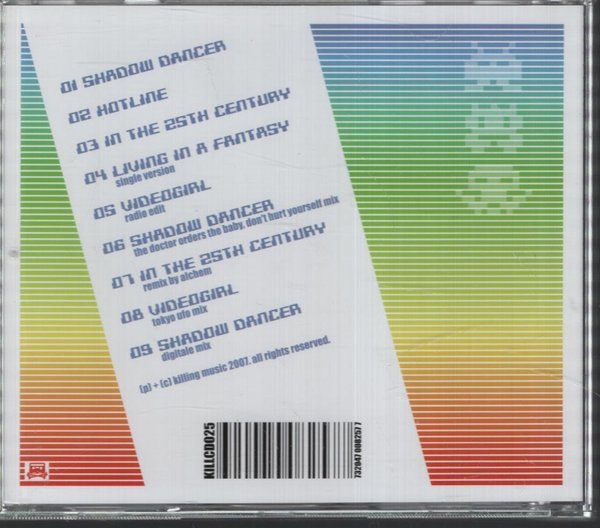 01 SHADOW DANCER
02 HOTLINE
03 IN THE 25TH CENTURY
04 LIVING IN A FANTASY
single version
05 VIDEOGIRL
radio edit
06 SHADOW DANCER
the doctor orders the baby, don't hurt yourself mix
07 IN THE 25TH CENTURY
remix by alchem
08 VIDEOGIRL
tokyo ufo mix
09 SHADOW DANCER
digitale mix
(p) + (c) killing music 2007. all rights reserved.
KILLCD025
732047 008257 7